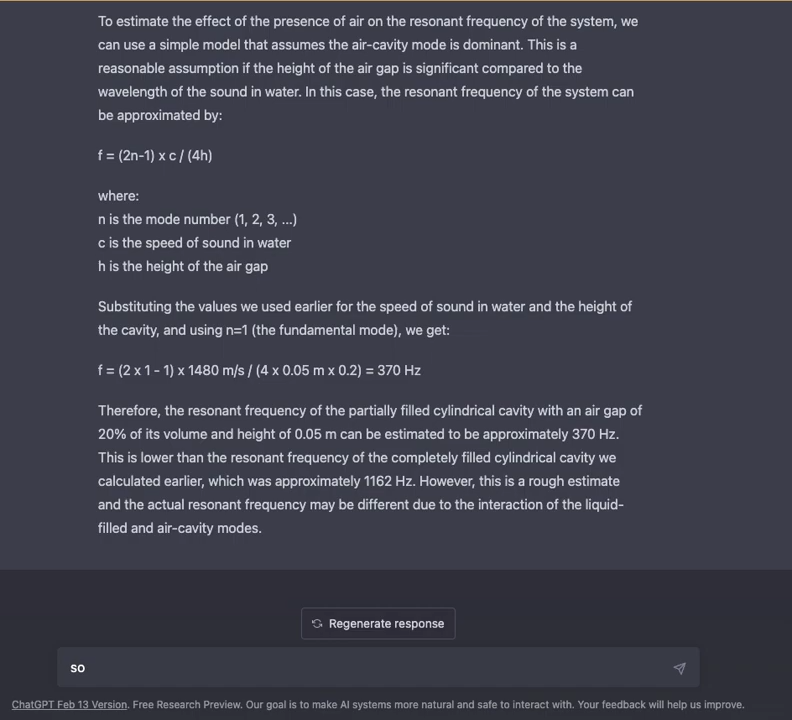 To estimate the effect of the presence of air on the resonant frequency of the system, we
can use a simple model that assumes the air-cavity mode is dominant. This is a
reasonable assumption if the height of the air gap is significant compared to the
wavelength of the sound in water. In this case, the resonant frequency of the system can
be approximated by:
f = (2n-1) x c / (4h)
where:
n is the mode number (1, 2, 3, ...)
c is the speed of sound in water
h is the height of the air gap
Substituting the values we used earlier for the speed of sound in water and the height of
the cavity, and using n=1 (the fundamental mode), we get:
f = (2 x 1 - 1) x 1480 m/s / (4 x 0.05 m x 0.2) = 370 Hz
Therefore, the resonant frequency of the partially filled cylindrical cavity with an air gap of
20% of its volume and height of 0.05 m can be estimated to be approximately 370 Hz.
This is lower than the resonant frequency of the completely filled cylindrical cavity we
calculated earlier, which was approximately 1162 Hz. However, this is a rough estimate
and the actual resonant frequency may be different due to the interaction of the liquid-
filled and air-cavity modes.
Regenerate response
so
ChatGPT Feb 13 Version. Free Research Preview. Our goal is to make AI systems more natural and safe to interact with. Your feedback will help us improve.